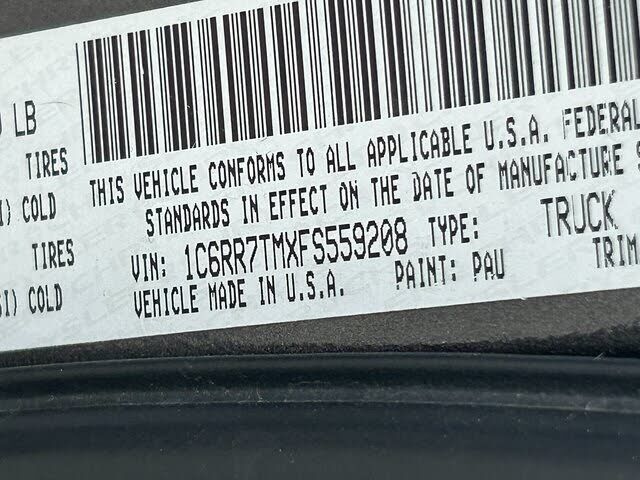 LB
TIRES
COLD
TIRES
COLD
THIS VEHICLE CONFORMS TO ALL APPLICABLE U.S.A. FEDERAL
STANDARDS IN EFFECT ON THE DATE OF MANUFACTURE
VIN: 1C6RR7TMXFS559208 TYPE: TRUCK
VEHICLE MADE IN U.S.A. PAINT: PAU TRIM